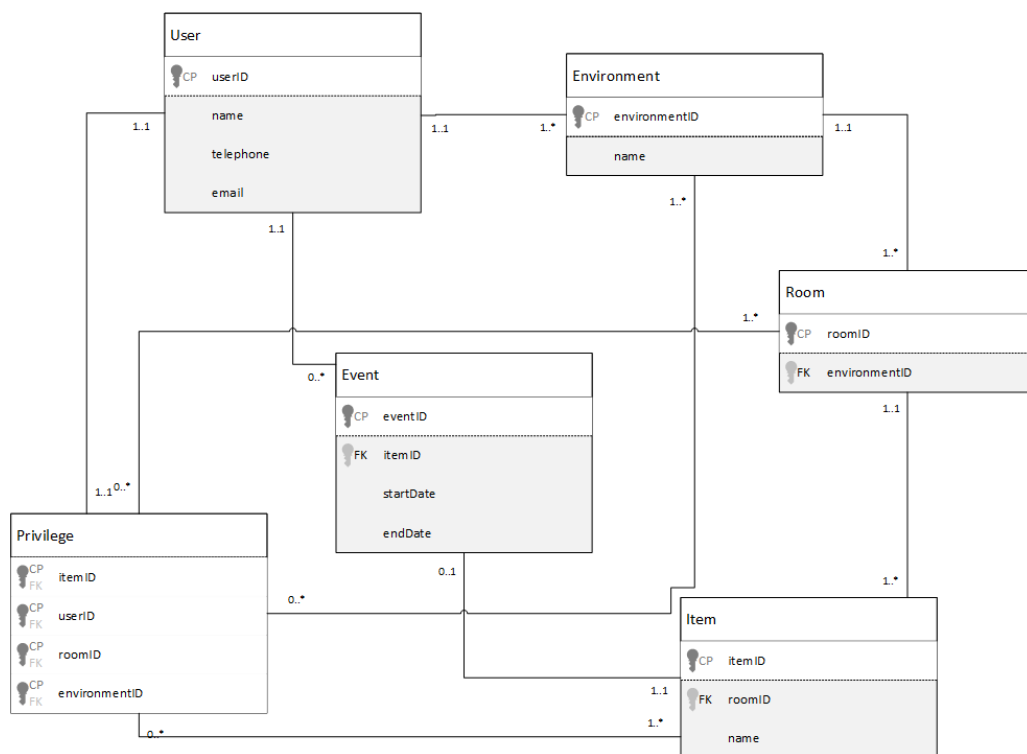 User
CP userID
name
telephone
email
Environment
CP environmentID
name
1..1
1..1
1..*
1..1
1..1
1..*
1..*
Room
CP roomID
FK environmentID
1..*
0..*
Event
CP eventID
FK itemID
startDate
endDate
1..1
1..1
0..*
Privilege
CP FK itemID
CP FK userID
CP FK roomID
CP FK environmentID
0..1
0..*
1..*
Item
CP itemID
FK roomID
name
1..1
0..*
1..*